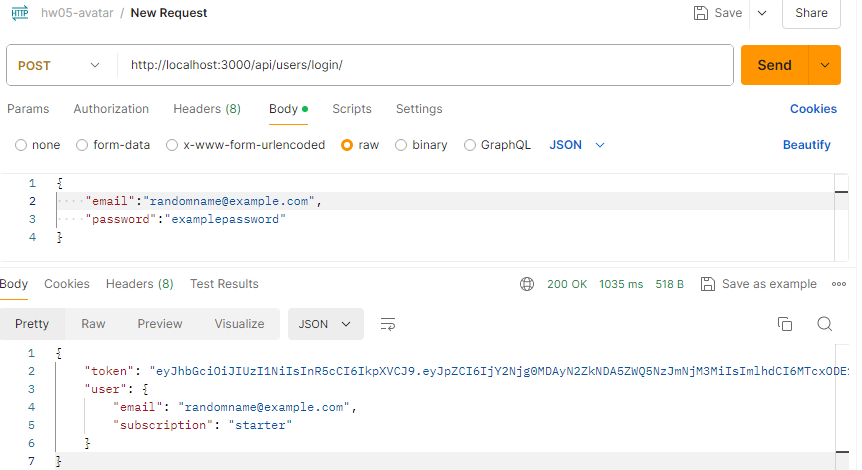 HTTP hw05-avatar / New Request Save Share
POST http://localhost:3000/api/users/login/ Send
Params Authorization Headers (8) Body Scripts Settings Cookies
none form-data x-www-form-urlencoded raw binary GraphQL JSON Beautify
1 {
2 "email":"randomname@example.com",
3 "password":"examplepassword"
4 }
Body Cookies Headers (8) Test Results 200 OK 1035 ms 518 B Save as example
Pretty Raw Preview Visualize JSON
1 {
2 "token": "eyJhbGciOiJIUzI1NiIsInR5cCI6IkpXVCJ9.eyJpZCI6IjY2Njg0MDAyN2ZkNDA5ZWQ5NzJmNjM3MiIsImlhdCI6MTcxODE
3 "user": {
4 "email": "randomname@example.com",
5 "subscription": "starter"
6 }
7 }